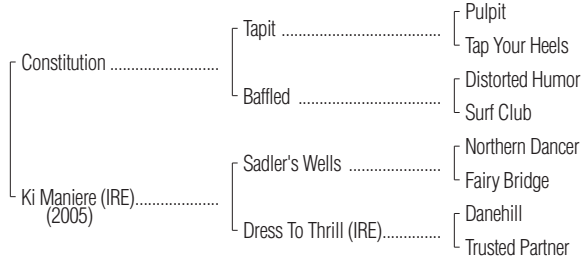 Pulpit
Tapit ........................................
Tap Your Heels
Constitution ...........................
Distorted Humor
Baffled ....................................
Surf Club
Northern Dancer
Sadler's Wells .......................
Fairy Bridge
Ki Maniere (IRE).....................
(2005)
Danehill
Dress To Thrill (IRE)..............
Trusted Partner